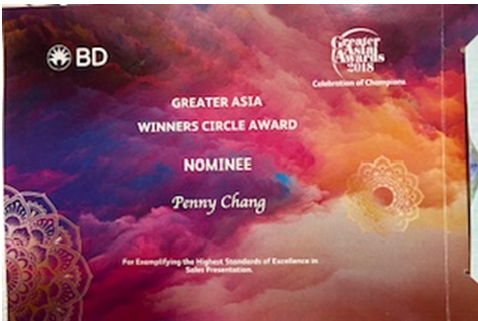 BD
Greater
Asia
Awards
2018
Celebration of Champions
GREATER ASIA
WINNERS CIRCLE AWARD
NOMINEE
Penny Chang
For Exemplifying the Highest Standards of Excellence in
Sales Presentation.